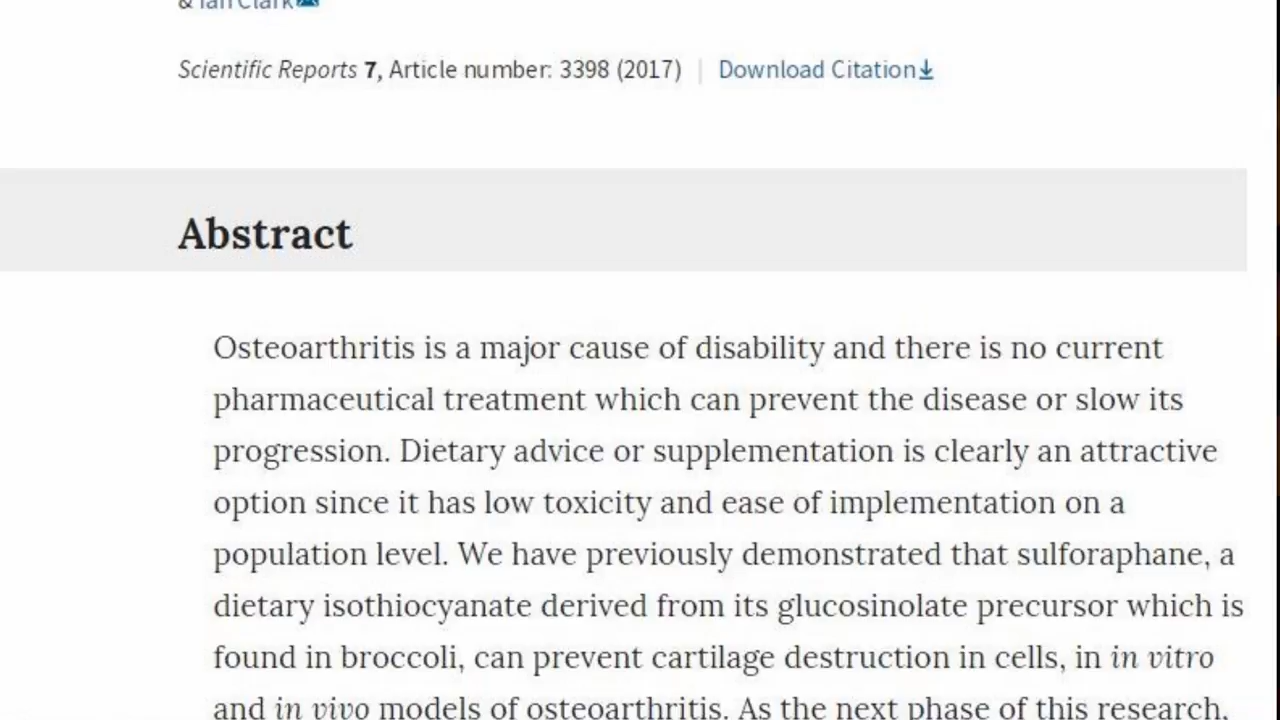 & Ian Clark
Scientific Reports 7, Article number: 3398 (2017) | Download Citation
Abstract
Osteoarthritis is a major cause of disability and there is no current
pharmaceutical treatment which can prevent the disease or slow its
progression. Dietary advice or supplementation is clearly an attractive
option since it has low toxicity and ease of implementation on a
population level. We have previously demonstrated that sulforaphane, a
dietary isothiocyanate derived from its glucosinolate precursor which is
found in broccoli, can prevent cartilage destruction in cells, in in vitro
and in vivo models of osteoarthritis. As the next phase of this research,